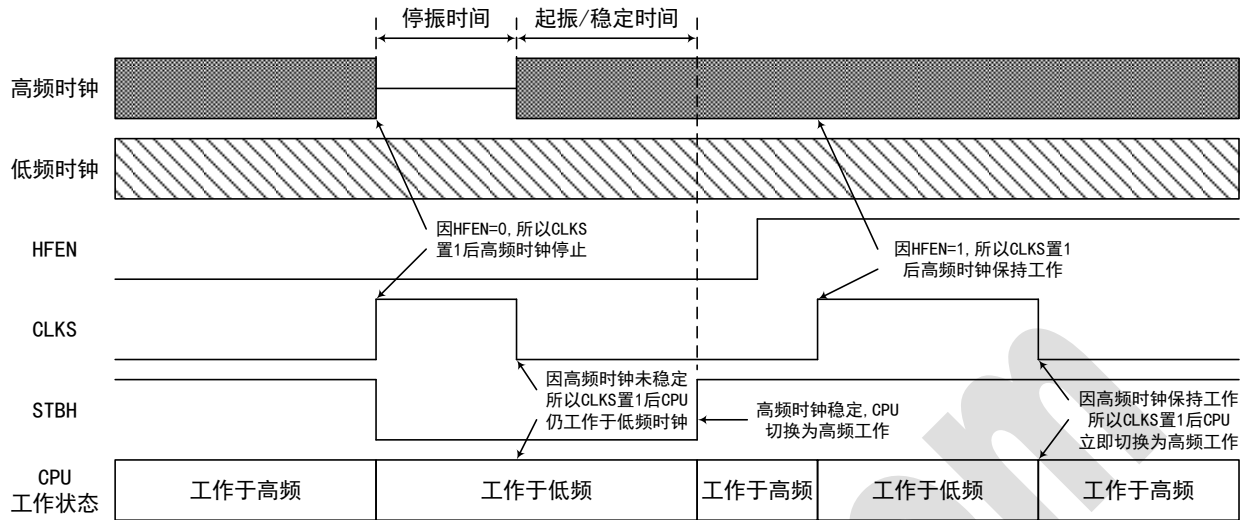 停振时间
起振/稳定时间
高频时钟
低频时钟
因HFEN=0,所以CLKS
置1后高频时钟停止
HFEN
因HFEN=1,所以CLKS置1
后高频时钟保持工作
CLKS
因高频时钟未稳定
所以CLKS置1后CPU
仍工作于低频时钟
STBH
高频时钟稳定,CPU
切换为高频工作
因高频时钟保持工作
所以CLKS置1后CPU
立即切换为高频工作
CPU
工作状态
工作于高频
工作于低频
工作于高频
工作于低频
工作于高频